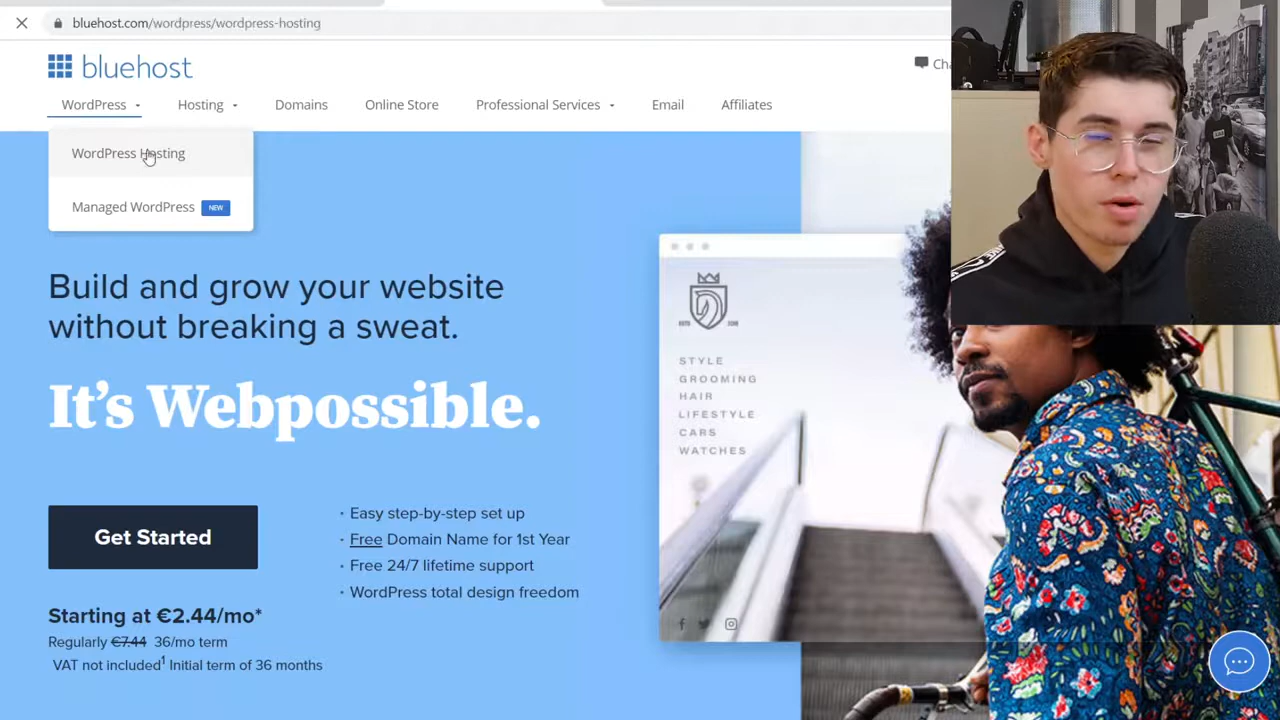 bluehost.com/wordpress/wordpress-hosting
bluehost
WordPress
Hosting
Domains
Online Store
Professional Services
Email
Affiliates
WordPress Hosting
Managed WordPress NEW
Build and grow your website
without breaking a sweat.
It's Webpossible.
Get Started
Starting at €2.44/mo*
Regularly €7.44 36/mo term
VAT not included1 Initial term of 36 months
· Easy step-by-step set up
· Free Domain Name for 1st Year
· Free 24/7 lifetime support
· WordPress total design freedom
STYLE
GROOMING
HAIR
LIFESTYLE
CARS
WATCHES